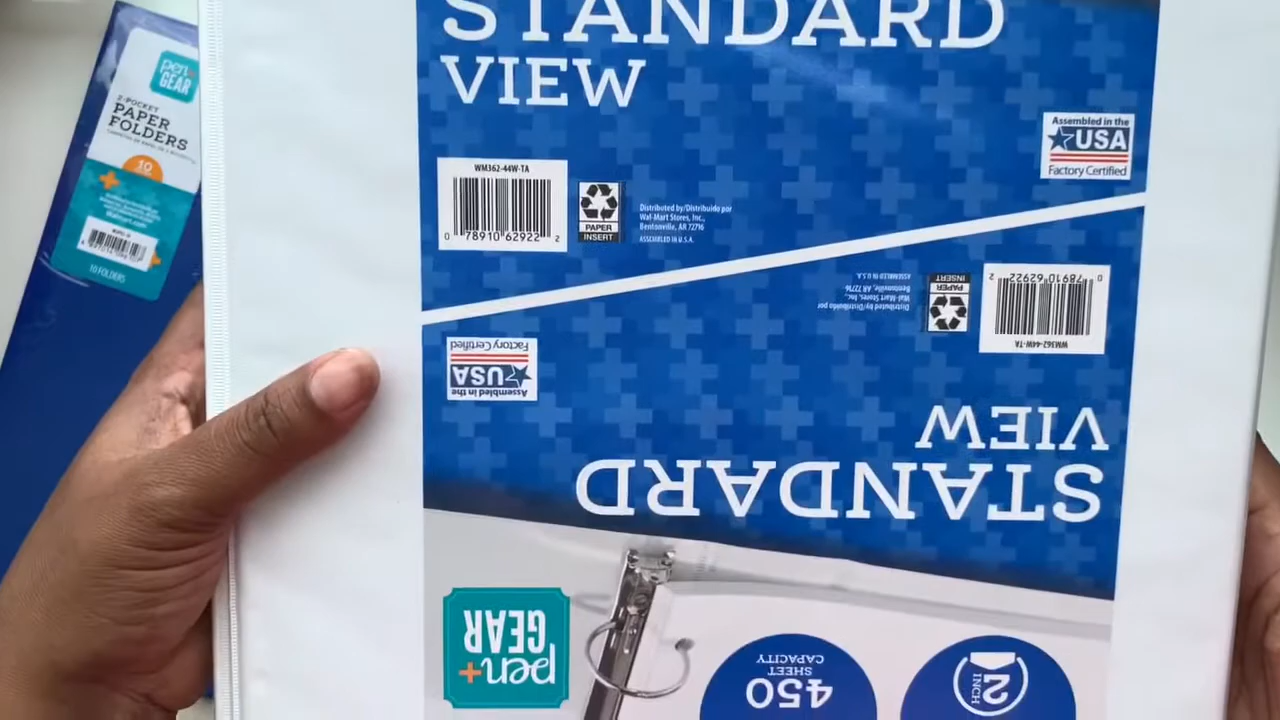 STANDARD
VIEW
Assembled in the
USA
Factory Certified
WM362-44W-TA
0 78910 62922 2
PAPER
INSERT
Distributed by/Distribuido por
Wal-Mart Stores, Inc.,
Bentonville, AR 72716
ASSEMBLED IN U.S.A.
pen+
GEAR
2-POCKET
PAPER
FOLDERS
10
10 FOLDERS
STANDARD
VIEW
WM362-44W-TA
0 78910 62922 2
PAPER
INSERT
Distributed by/Distribuido por
Wal-Mart Stores, Inc.,
Bentonville, AR 72716
ASSEMBLED IN U.S.A.
Assembled in the
USA
Factory Certified
2
INCH
450
SHEET
CAPACITY
pen+
GEAR